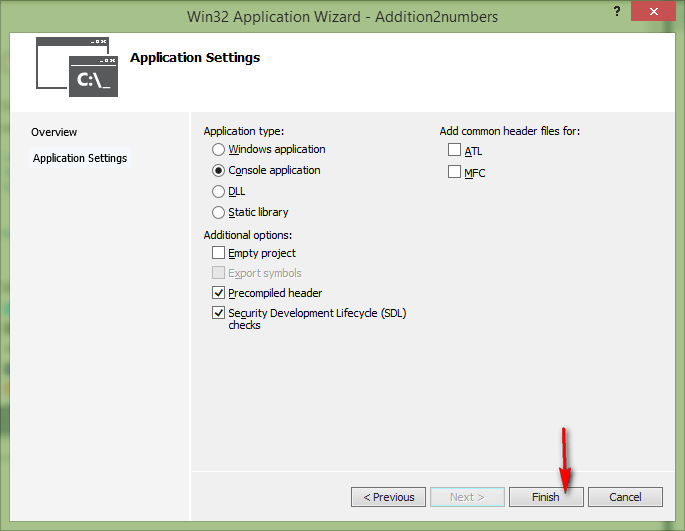 Win32 Application Wizard - Addition2numbers
?
C:\_
Application Settings
Overview
Application Settings
Application type:
Windows application
Console application
DLL
Static library
Additional options:
Empty project
Export symbols
Precompiled header
Security Development Lifecycle (SDL)
checks
Add common header files for:
ATL
MFC
< Previous
Next >
Finish
Cancel